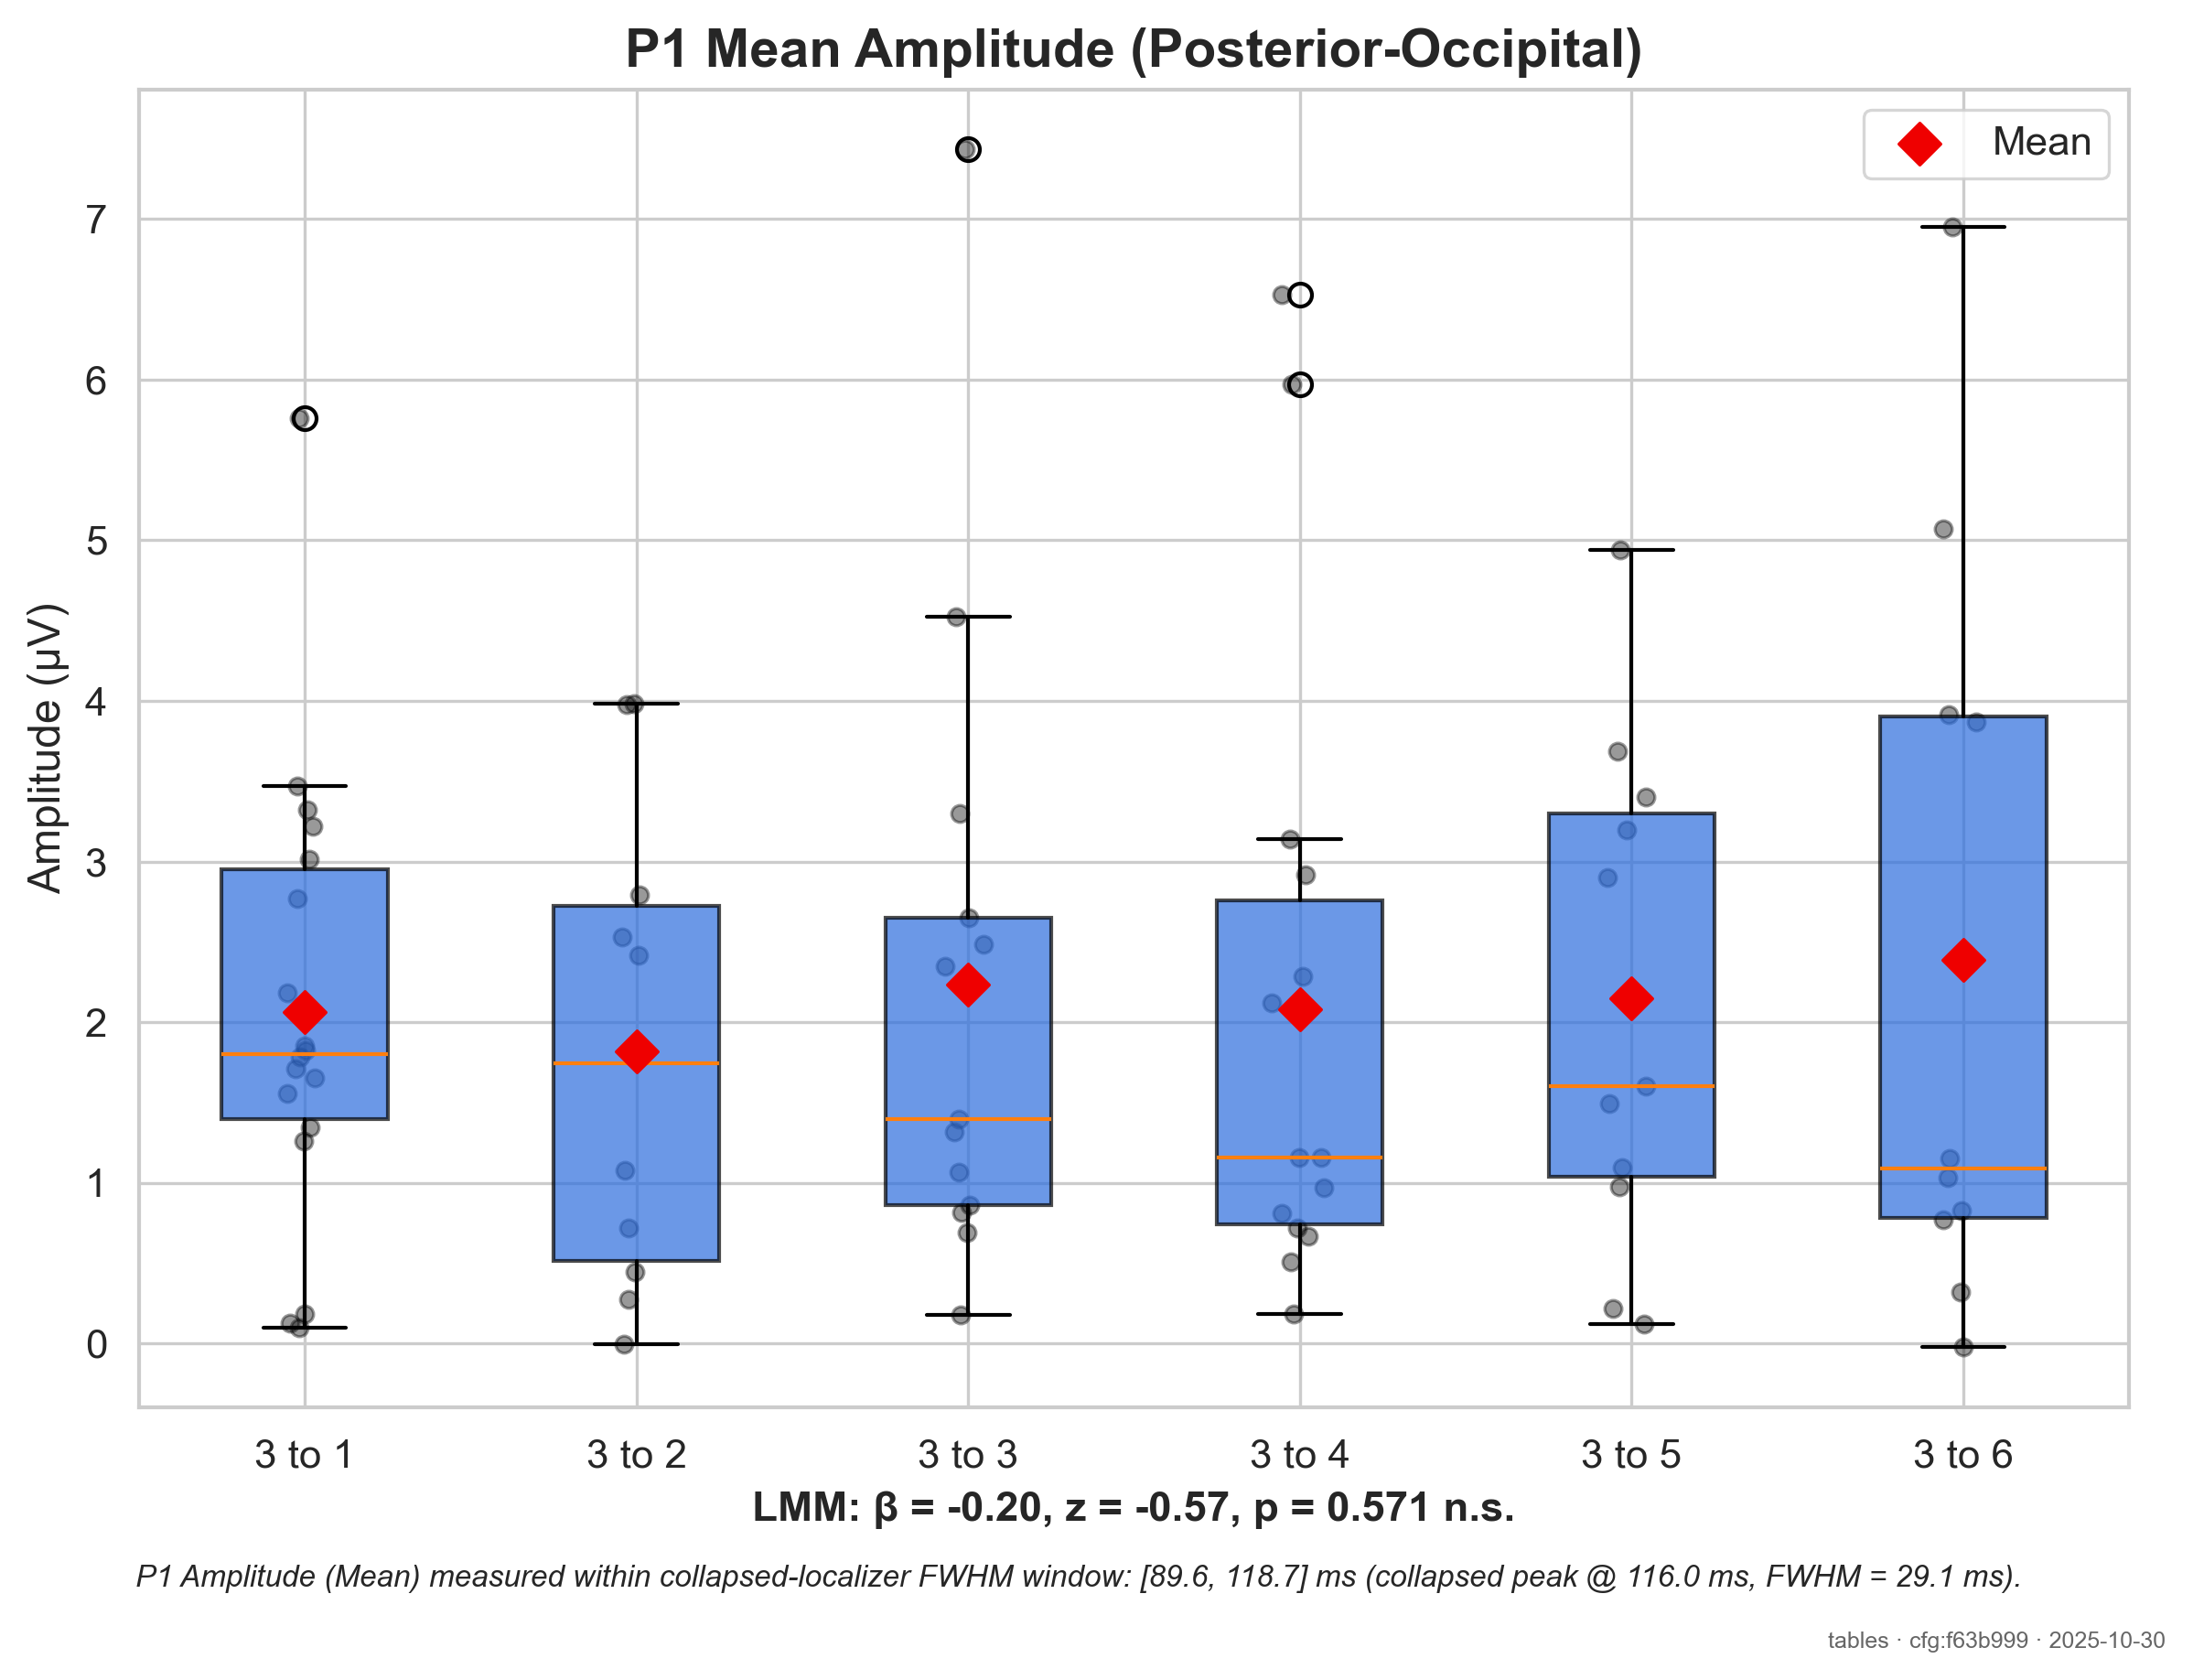 P1 Mean Amplitude (Posterior-Occipital)
Mean
Amplitude (μV)
7
6
5
4
3
2
1
0
3 to 1
3 to 2
3 to 3
3 to 4
3 to 5
3 to 6
LMM: β = -0.20, z = -0.57, p = 0.571 n.s.
P1 Amplitude (Mean) measured within collapsed-localizer FWHM window: [89.6, 118.7] ms (collapsed peak @ 116.0 ms, FWHM = 29.1 ms).
tables · cfg:f63b999 · 2025-10-30